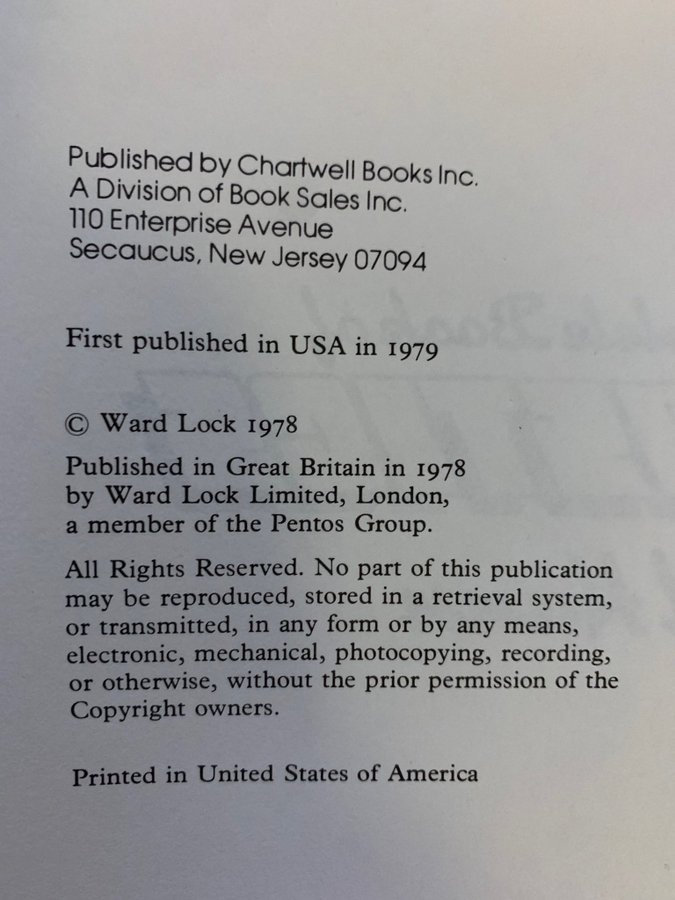 Published by Chartwell Books Inc.
A Division of Book Sales Inc.
110 Enterprise Avenue
Secaucus, New Jersey 07094
First published in USA in 1979
© Ward Lock 1978
Published in Great Britain in 1978
by Ward Lock Limited, London,
a member of the Pentos Group.
All Rights Reserved. No part of this publication
may be reproduced, stored in a retrieval system,
or transmitted, in any form or by any means,
electronic, mechanical, photocopying, recording,
or otherwise, without the prior permission of the
Copyright owners.
Printed in United States of America